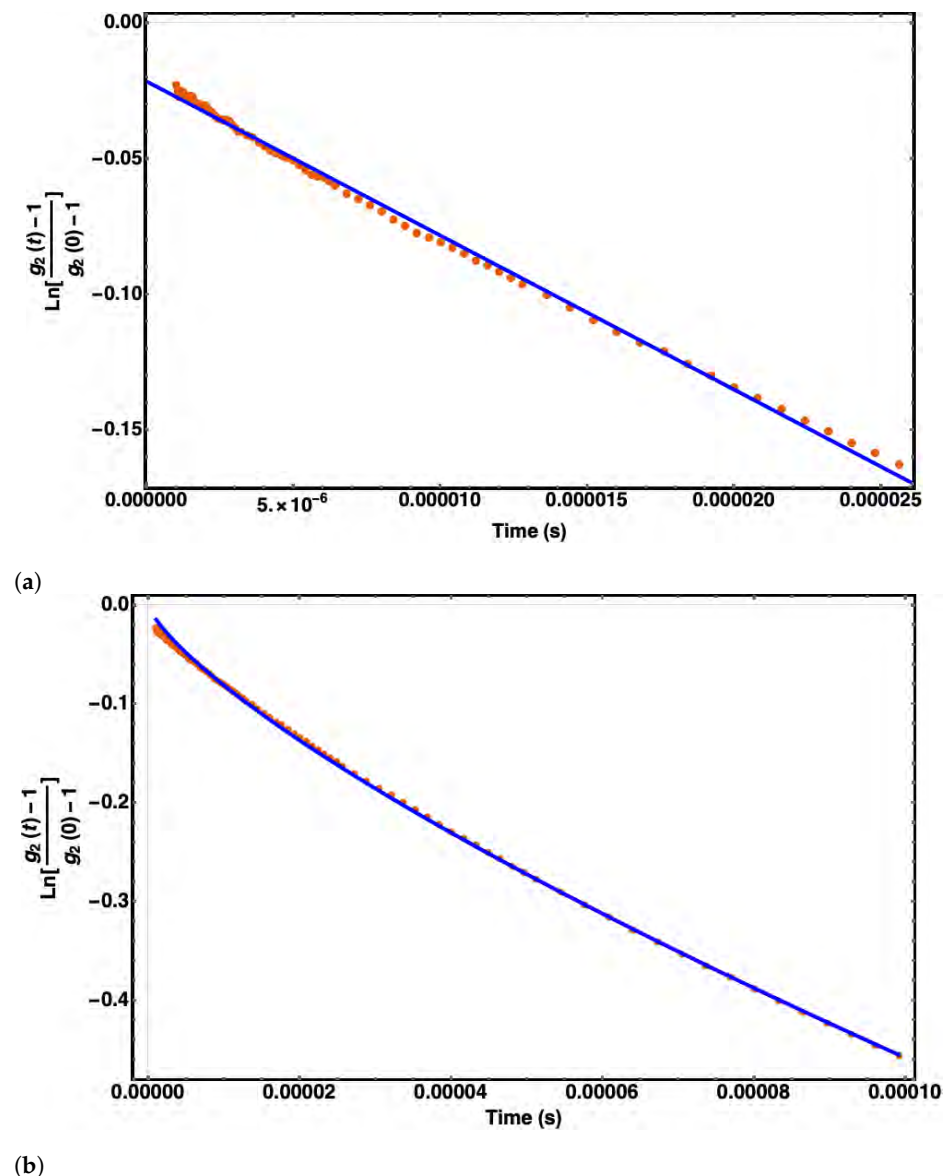 0.00
−0.05
−0.10
−0.15
Ln[g₂(t)−1 / g₂(0)−1]
0.000000 5.×10⁻⁶ 0.000010 0.000015 0.000020 0.000025
Time (s)
(a)
0.0
−0.1
−0.2
−0.3
−0.4
Ln[g₂(t)−1 / g₂(0)−1]
0.00000 0.00002 0.00004 0.00006 0.00008 0.00010
Time (s)
(b)